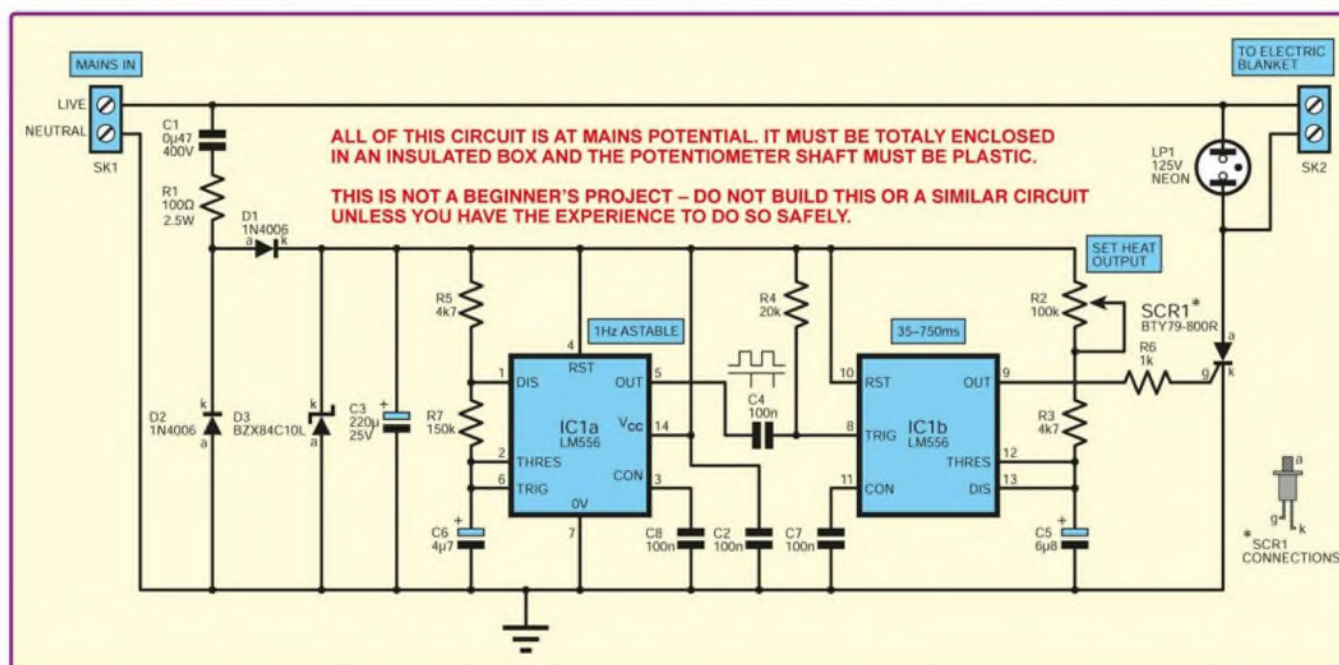 MAINS IN
LIVE
NEUTRAL
SK1
C1
0µ47
400V
R1
100Ω
2.5W
D1
1N4006
a
k
ALL OF THIS CIRCUIT IS AT MAINS POTENTIAL. IT MUST BE TOTALY ENCLOSED
IN AN INSULATED BOX AND THE POTENTIOMETER SHAFT MUST BE PLASTIC.
THIS IS NOT A BEGINNER'S PROJECT – DO NOT BUILD THIS OR A SIMILAR CIRCUIT
UNLESS YOU HAVE THE EXPERIENCE TO DO SO SAFELY.
TO ELECTRIC
BLANKET
LP1
125V
NEON
SK2
k
D2
1N4006
a
k
D3
BZX84C10L
a
+
C3
220µ
25V
R5
4k7
R7
150k
+
C6
4µ7
1Hz ASTABLE
4
RST
1
DIS
OUT
5
IC1a
LM556
Vcc
14
2
THRES
6
TRIG
CON
3
0V
7
C8
100n
C2
100n
C4
100n
R4
20k
35–750ms
10
RST
OUT
9
8
TRIG
IC1b
LM556
THRES
12
11
CON
DIS
13
C7
100n
SET HEAT
OUTPUT
R2
100k
R3
4k7
+
C5
6µ8
SCR1*
BTY79-800R
R6
1k
a
g
k
a
g
k
*
SCR1
CONNECTIONS